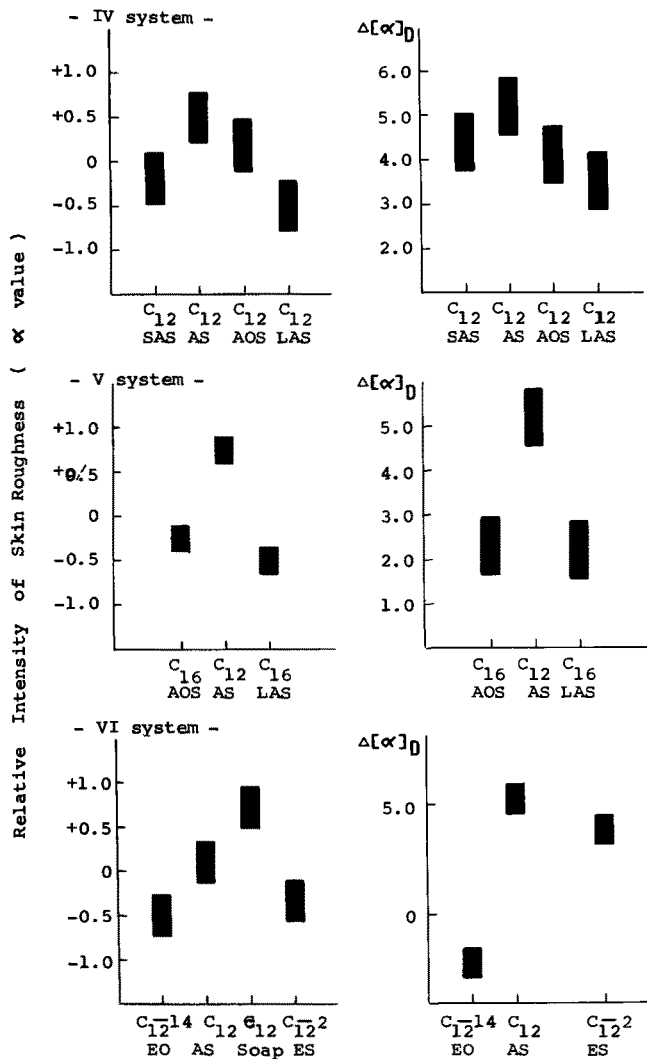 - IV system -
+1.0
+0.5
0
-0.5
-1.0
C12 C12 C12 C12
SAS AS AOS LAS
Δ[α]D
6.0
5.0
4.0
3.0
2.0
C12 C12 C12 C12
SAS AS AOS LAS
Relative Intensity of Skin Roughness ( α value )
- V system -
+1.0
+0.5
0
-0.5
-1.0
C16 C12 C16
AOS AS LAS
Δ[α]D
5.0
4.0
3.0
2.0
1.0
C16 C12 C16
AOS AS LAS
- VI system -
+1.0
+0.5
0
-0.5
-1.0
C12-14 C12 C12 C12-2
EO AS Soap ES
Δ[α]D
5.0
0
C12-14 C12 C12-2
EO AS ES